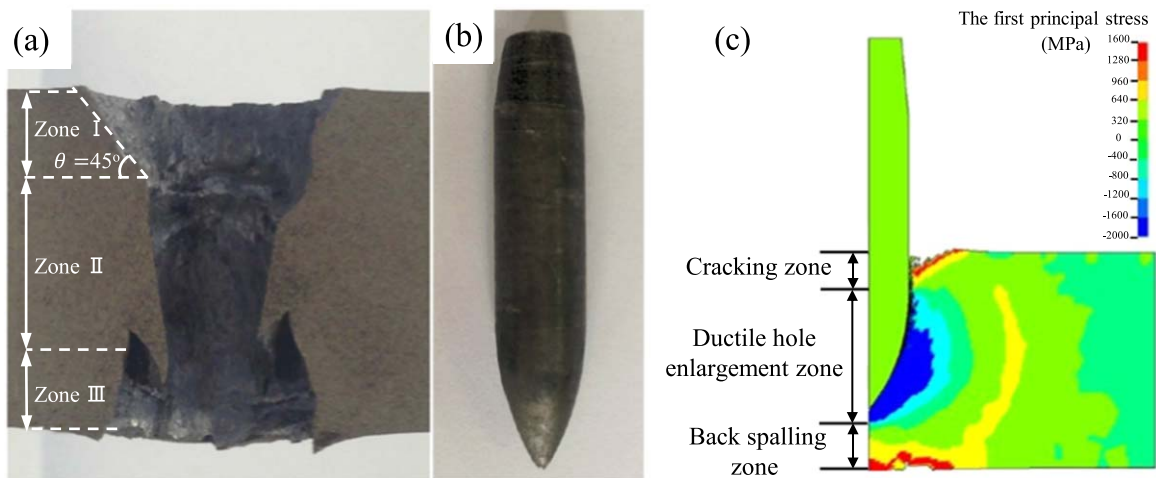 (a)
Zone Ⅰ
θ =45°
Zone Ⅱ
Zone Ⅲ
(b)
(c)
The first principal stress
(MPa)
1600
1280
960
640
320
0
-400
-800
-1200
-1600
-2000
Cracking zone
Ductile hole
enlargement zone
Back spalling
zone